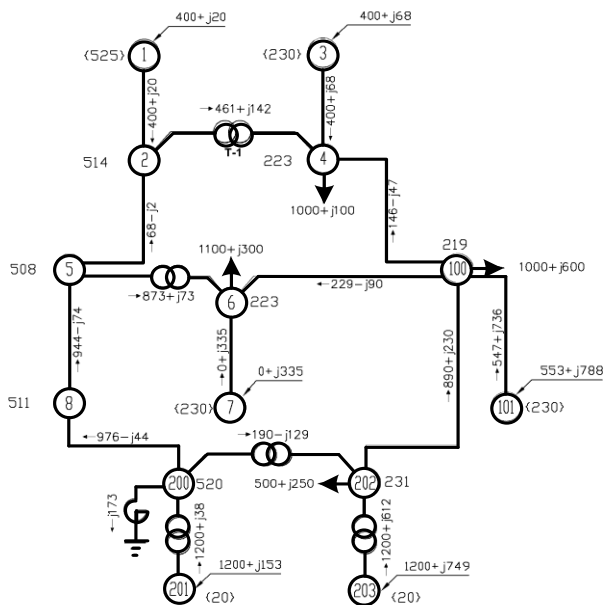 400+j20
400+j68
{525}
1
{230}
3
→400+j20
→400+j68
→461+j142
514
2
T-1
223
4
1000+j100
→68-j2
→146-j47
219
508
5
1100+j300
100
1000+j600
→873+j73
6
223
←229-j90
→944-j74
→0+j335
→890+j230
→547+j736
0+j335
553+j788
511
8
{230}
7
101
{230}
←976-j44
→190-j129
200
520
500+j250
202
231
→j173
→1200+j38
→1200+j612
1200+j153
1200+j749
201
{20}
203
{20}